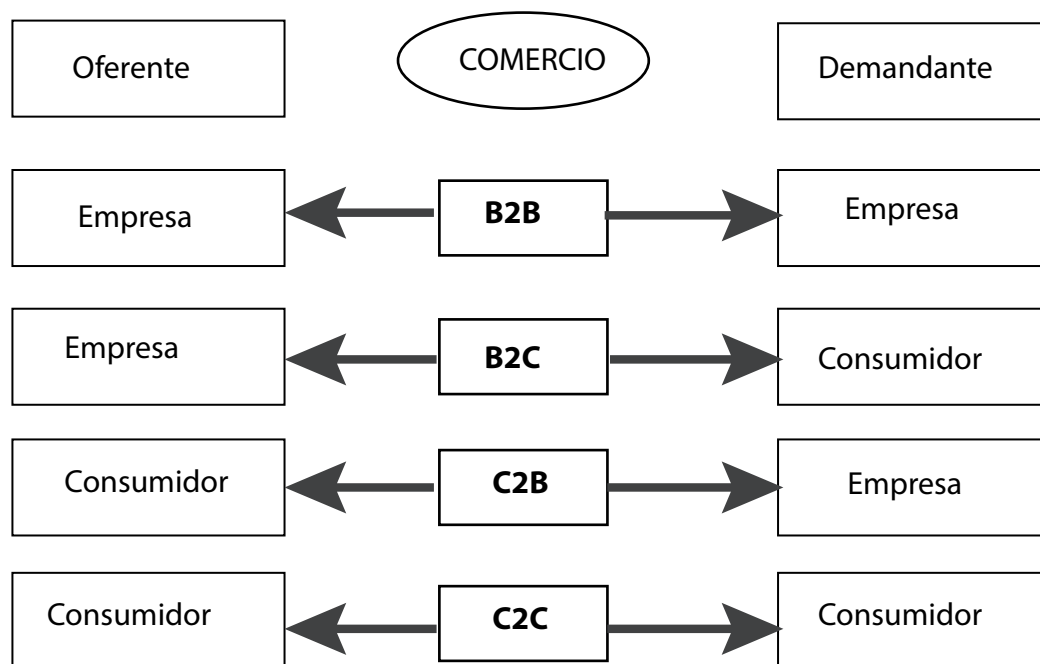 Oferente
COMERCIO
Demandante
Empresa
B2B
Empresa
Empresa
B2C
Consumidor
Consumidor
C2B
Empresa
Consumidor
C2C
Consumidor